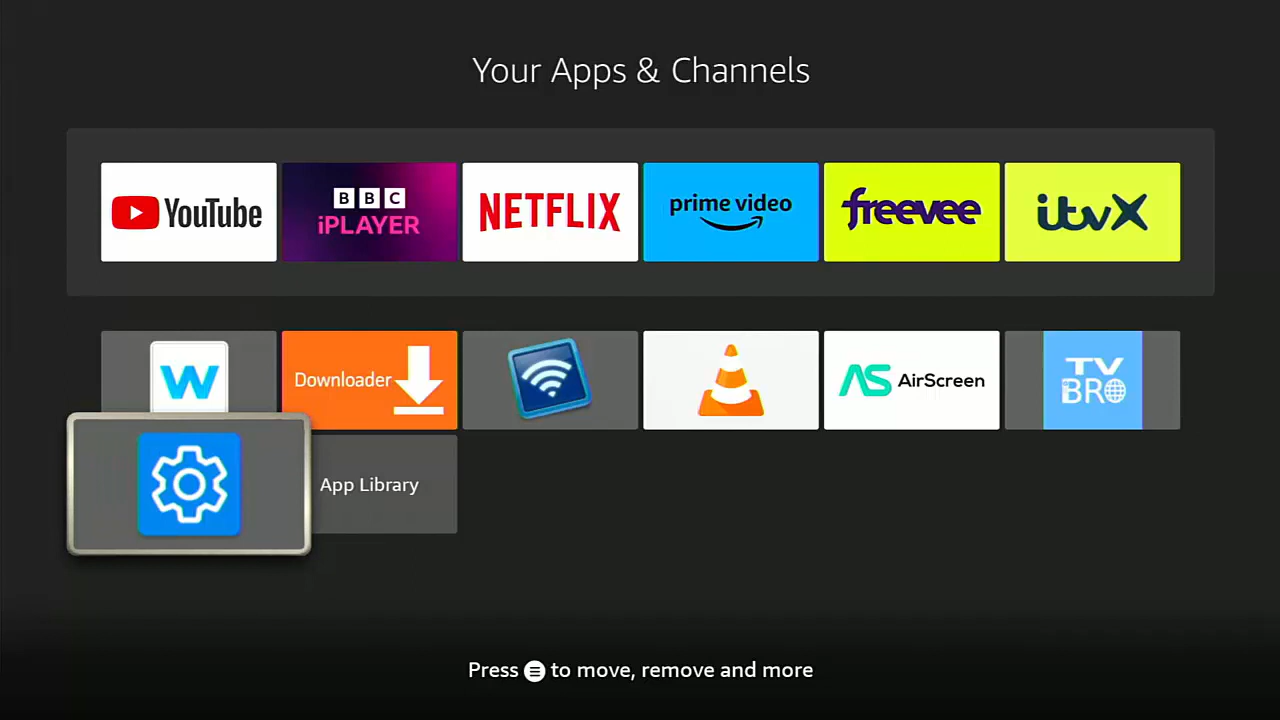 Your Apps & Channels
YouTube
BBC
iPLAYER
NETFLIX
prime video
freevee
itvX
W
Downloader
AS AirScreen
TV
BRO
App Library
Press to move, remove and more